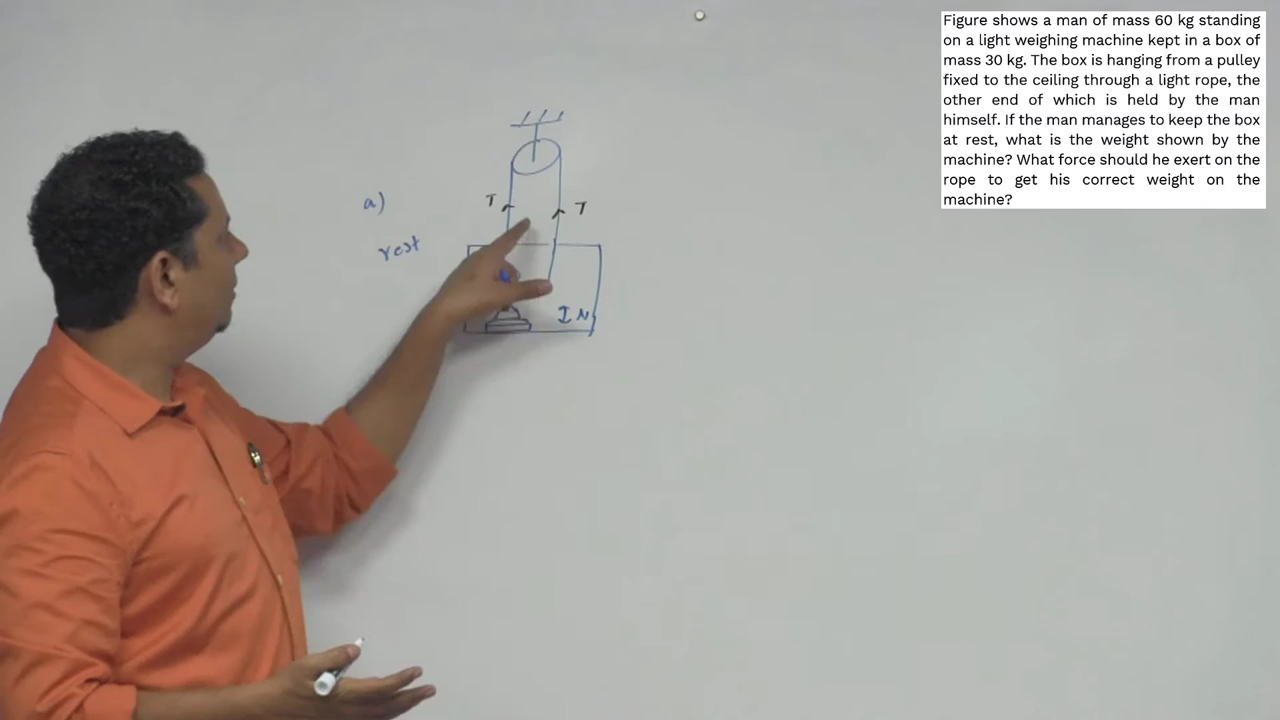 Figure shows a man of mass 60 kg standing
on a light weighing machine kept in a box of
mass 30 kg. The box is hanging from a pulley
fixed to the ceiling through a light rope, the
other end of which is held by the man
himself. If the man manages to keep the box
at rest, what is the weight shown by the
machine? What force should he exert on the
rope to get his correct weight on the
machine?
a)
rest
T T